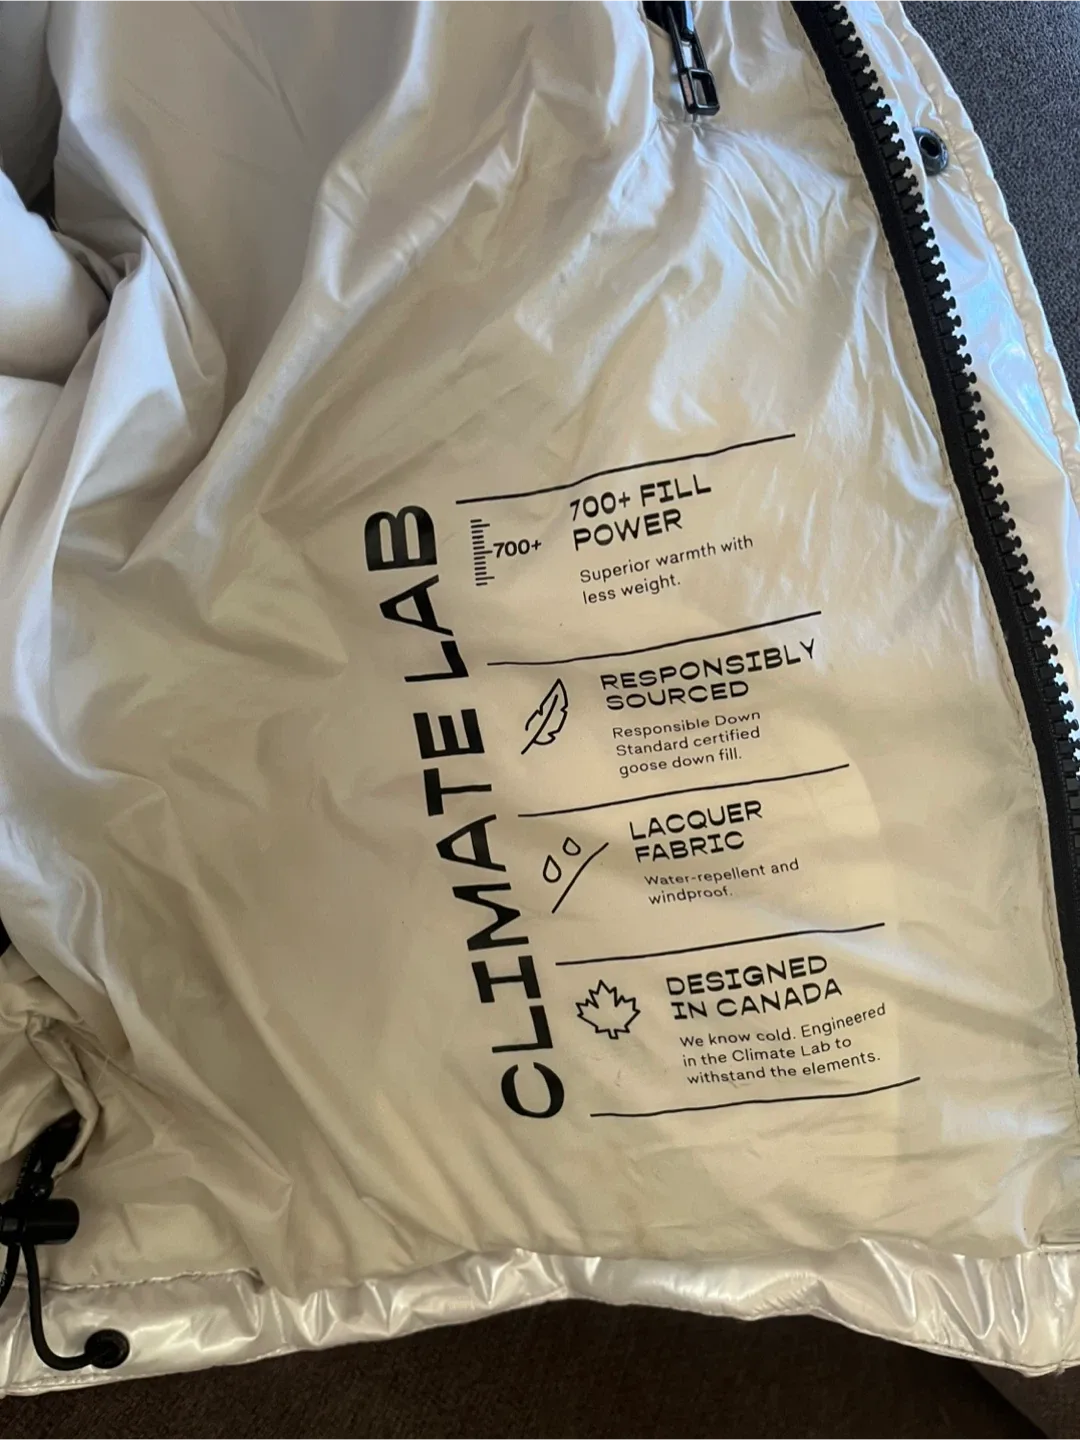 CLIMATE LAB
700+
700+ FILL
POWER
Superior warmth with
less weight.
RESPONSIBLY
SOURCED
Responsible Down
Standard certified
goose down fill.
LACQUER
FABRIC
Water-repellent and
windproof.
DESIGNED
IN CANADA
We know cold. Engineered
in the Climate Lab to
withstand the elements.